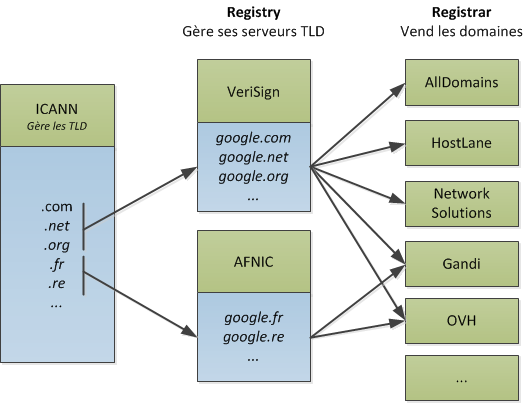 Registry
Gère ses serveurs TLD
Registrar
Vend les domaines
ICANN
Gère les TLD
.com
.net
.org
.fr
.re
...
VeriSign
google.com
google.net
google.org
...
AFNIC
google.fr
google.re
...
AllDomains
HostLane
Network
Solutions
Gandi
OVH
...